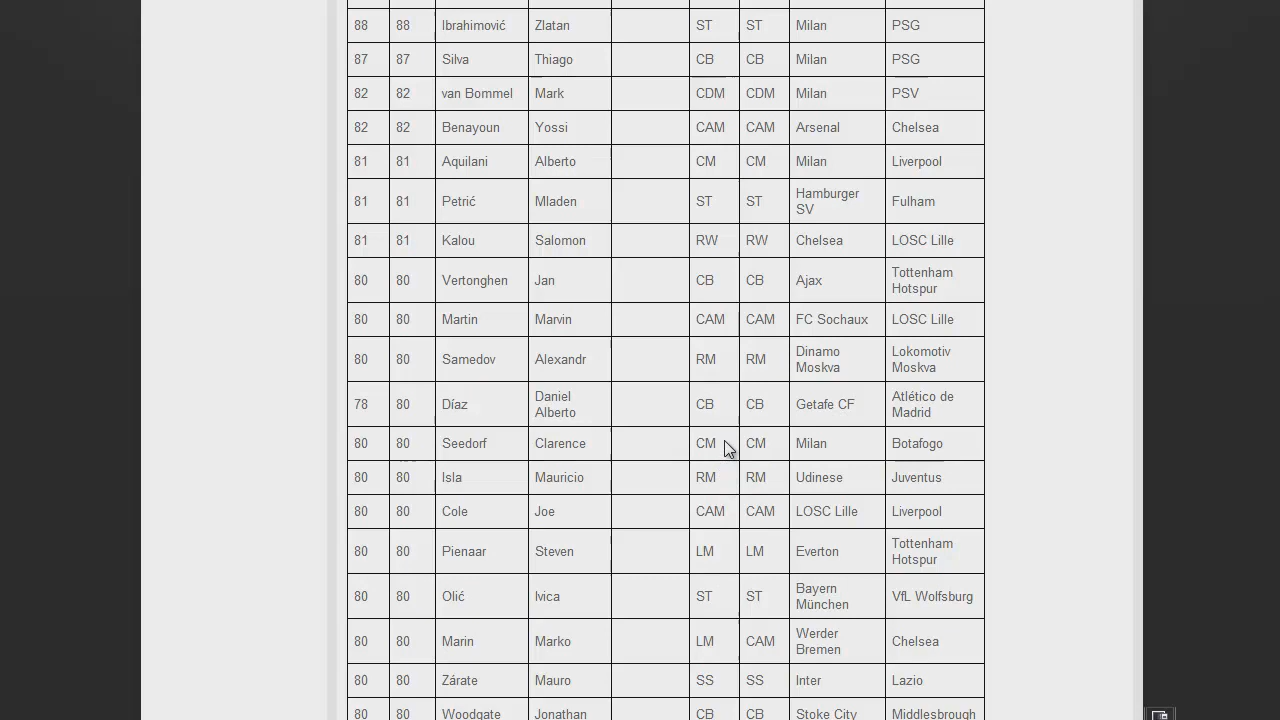 88 88 Ibrahimović Zlatan ST ST Milan PSG
87 87 Silva Thiago CB CB Milan PSG
82 82 van Bommel Mark CDM CDM Milan PSV
82 82 Benayoun Yossi CAM CAM Arsenal Chelsea
81 81 Aquilani Alberto CM CM Milan Liverpool
81 81 Petrić Mladen ST ST Hamburger SV Fulham
81 81 Kalou Salomon RW RW Chelsea LOSC Lille
80 80 Vertonghen Jan CB CB Ajax Tottenham Hotspur
80 80 Martin Marvin CAM CAM FC Sochaux LOSC Lille
80 80 Samedov Alexandr RM RM Dinamo Moskva Lokomotiv Moskva
78 80 Díaz Daniel Alberto CB CB Getafe CF Atlético de Madrid
80 80 Seedorf Clarence CM CM Milan Botafogo
80 80 Isla Mauricio RM RM Udinese Juventus
80 80 Cole Joe CAM CAM LOSC Lille Liverpool
80 80 Pienaar Steven LM LM Everton Tottenham Hotspur
80 80 Olić Ivica ST ST Bayern München VfL Wolfsburg
80 80 Marin Marko LM CAM Werder Bremen Chelsea
80 80 Zárate Mauro SS SS Inter Lazio
80 80 Woodgate Jonathan CB CB Stoke City Middlesbrough